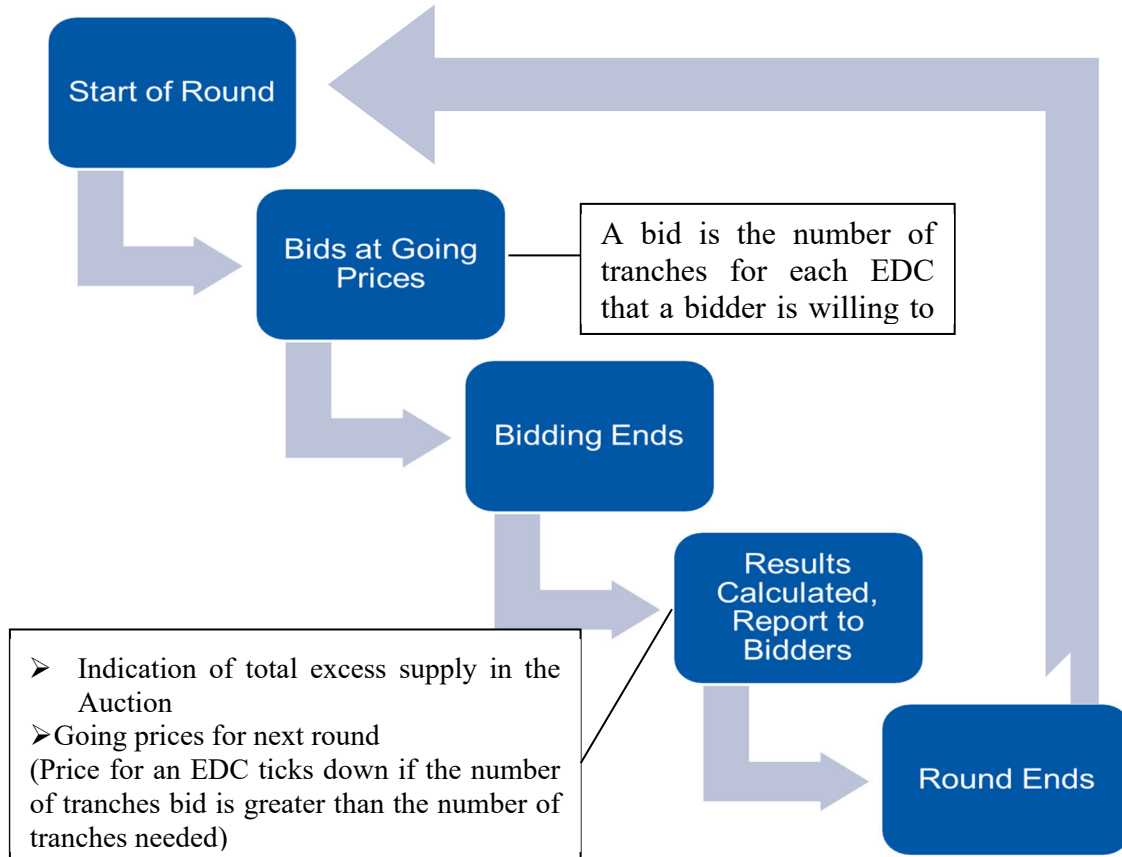 Start of Round
Bids at Going
Prices
A bid is the number of
tranches for each EDC
that a bidder is willing to
Bidding Ends
Results
Calculated,
Report to
Bidders
➢ Indication of total excess supply in the
Auction
➢Going prices for next round
(Price for an EDC ticks down if the number
of tranches bid is greater than the number of
tranches needed)
Round Ends